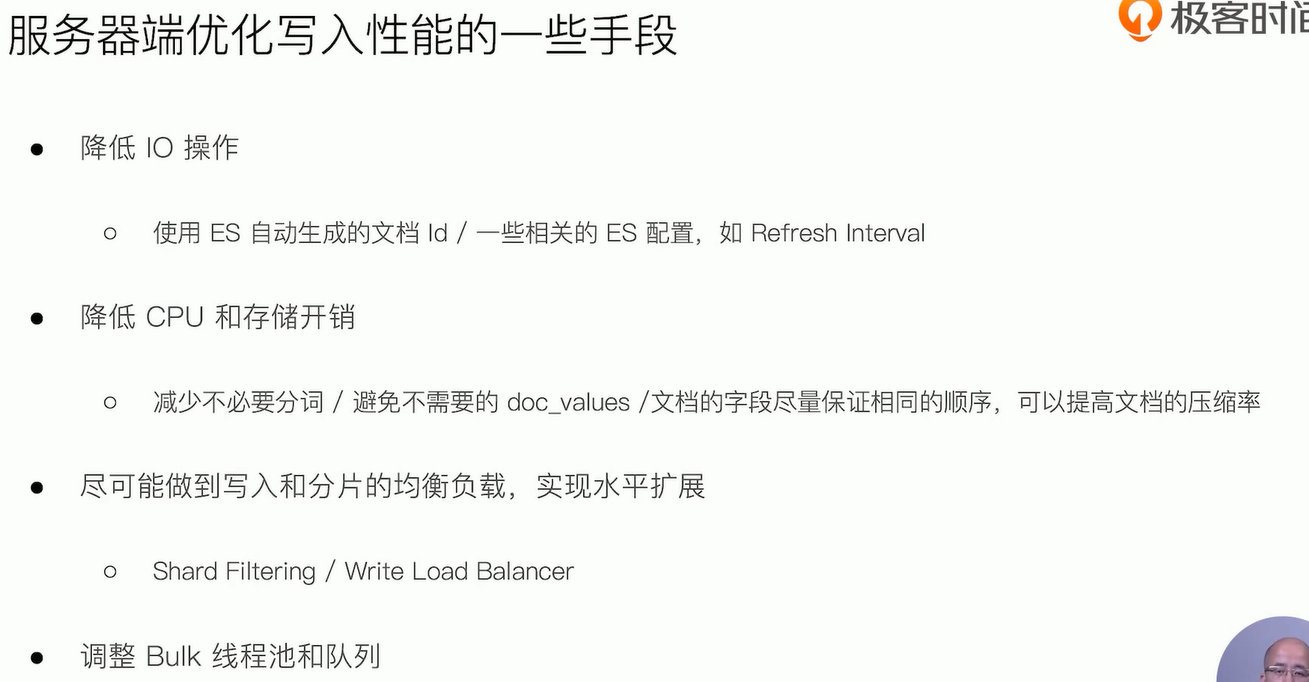 服务器端优化写入性能的一些手段
极客时间
降低 IO 操作
使用 ES 自动生成的文档 Id / 一些相关的 ES 配置，如 Refresh Interval
降低 CPU 和存储开销
减少不必要分词 / 避免不需要的 doc_values /文档的字段尽量保证相同的顺序，可以提高文档的压缩率
尽可能做到写入和分片的均衡负载，实现水平扩展
Shard Filtering / Write Load Balancer
调整 Bulk 线程池和队列